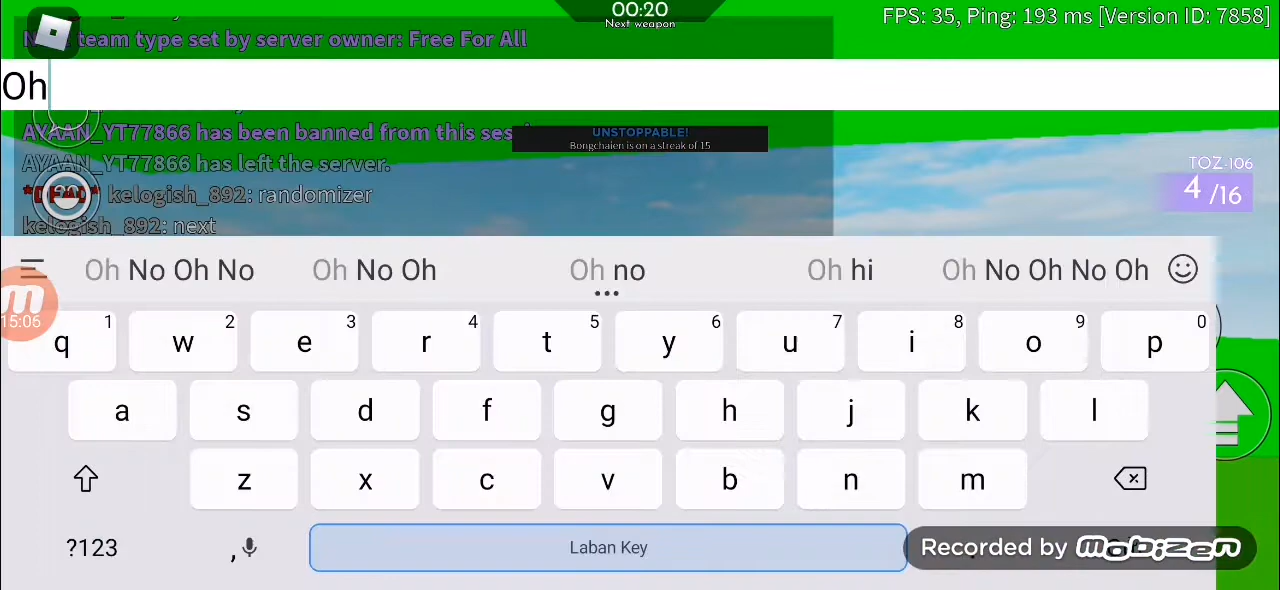 00:20
Next weapon
FPS: 35, Ping: 193 ms [Version ID: 7858]
team type set by server owner: Free For All
Oh
AYAAN_YT77866 has been banned from this
UNSTOPPABLE!
Bongchaien is on a streak of 15
AYAAN_YT77866 has left the server.
kelogish_892: randomizer
kelogish_892: next
TOZ-106
4 /16
Oh No Oh No
Oh No Oh
Oh no
Oh hi
Oh No Oh No Oh
15:06
q 1 w 2 e 3 r 4 t 5 y 6 u 7 i 8 o 9 p 0
a s d f g h j k l
z x c v b n m
?123 , Laban Key
Recorded by Mobizen